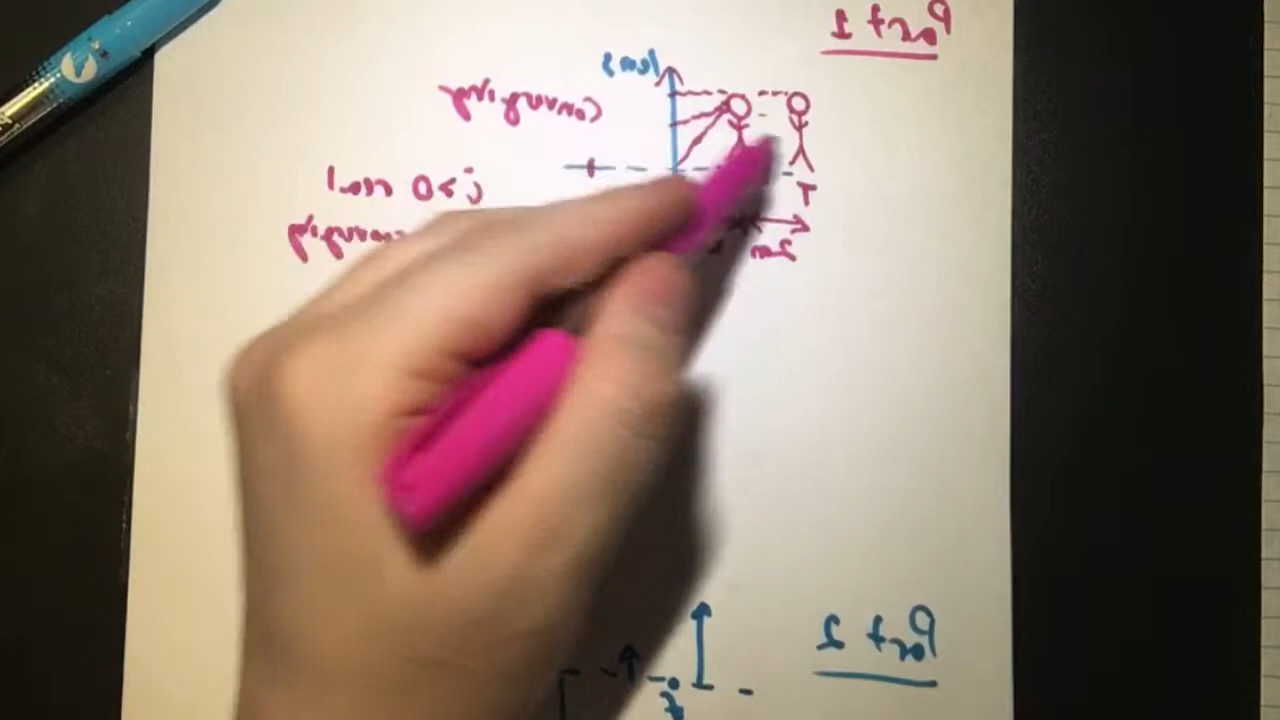 Part 1
lens
converging
i > 0 real
T
2m
Part 2
f